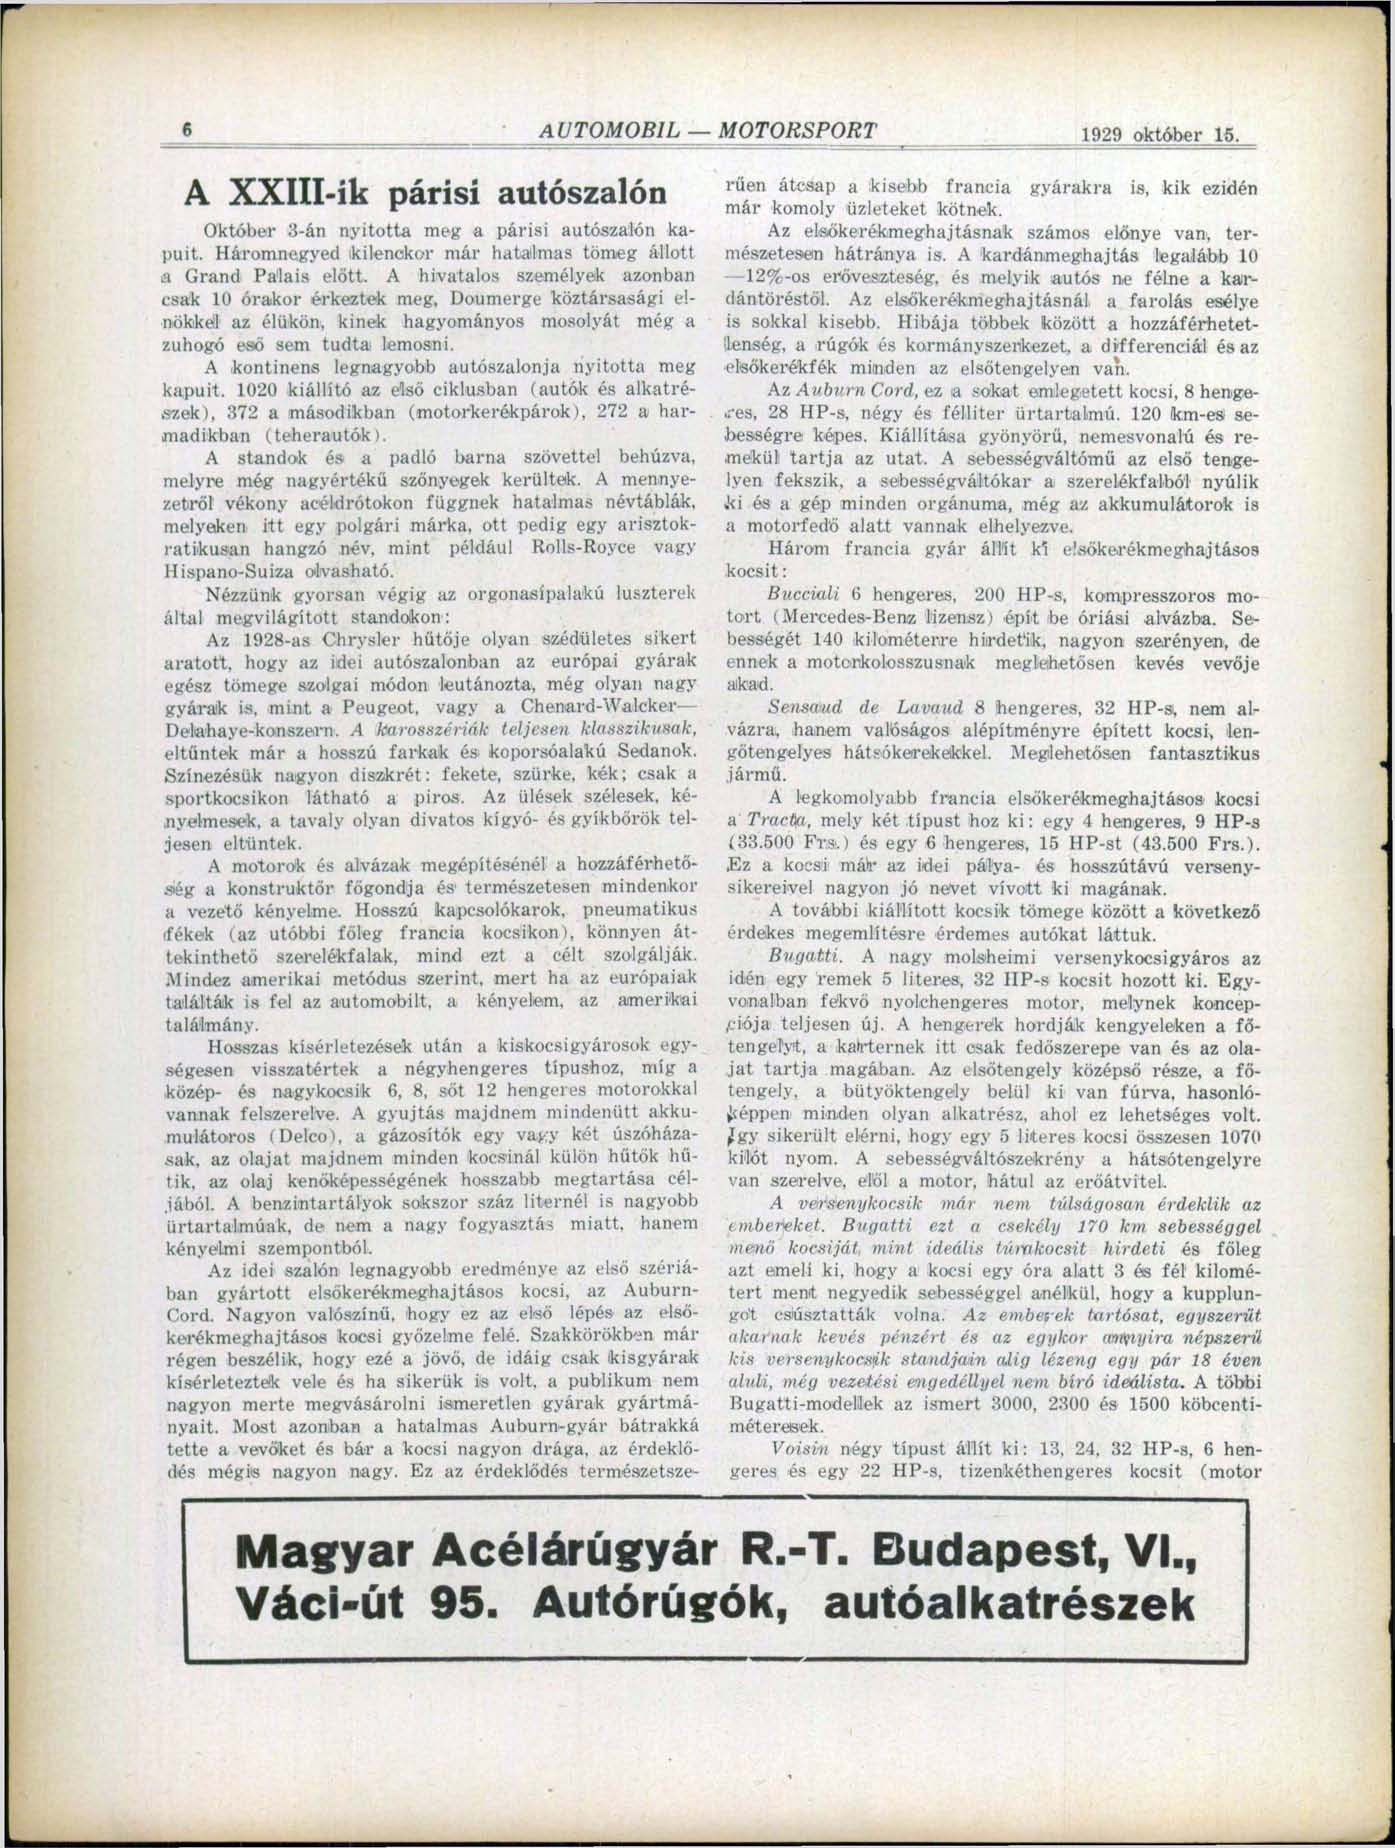 6
AUTOMOBIL — MOTORSPORT
1929 október 15.
A XXIII-ik párisi autószalón
Október 3-án nyitotta meg a párisi autószalón ka-
puit. Háromnegyed kilenckor már hatalmas tömeg állott
a Grand Palais előtt. A hivatalos személyek azonban
csak 10 órakor érkeztek meg, Doumerge köztársasági el-
nökkel az élükön, kinek hagyományos mosolyát még a
zuhogó eső sem tudta lemosni.
A kontinens legnagyobb autószalonja nyitotta meg
kapuit. 1020 kiállító az első ciklusban (autók és alkatré-
szek), 372 a másodikban (motorkerékpárok), 272 a har-
madikban (teherautók).
A standok és a padló barna szövettel behúzva,
melyre még nagyértékű szőnyegek kerültek. A mennye-
zetről vékony acéldrótokon függnek hatalmas névtáblák,
melyeken itt egy polgári márka, ott pedig egy arisztok-
ratikusan hangzó név, mint például Rolls-Royce vagy
Hispano-Suiza olvasható.
Nézzünk gyorsan végig az orgonasípalakú luszterek
által megvilágított standokon:
Az 1928-as Chrysler hűtője olyan szédületes sikert
aratott, hogy az idei autószalonban az európai gyárak
egész tömege szolgai módon leutánozta, még olyan nagy
gyárak is, mint a Peugeot, vagy a Chenard-Walcker—
Delahaye-konszern. A karosszériák teljesen klasszikusak,
eltűntek már a hosszú farkak és koporsóalakú Sedanok.
Színezésük nagyon diszkrét: fekete, szürke, kék; csak a
sportkocsikon látható a piros. Az ülések szélesek, ké-
nyelmesek, a tavaly olyan divatos kígyó- és gyíkbőrök tel-
jesen eltüntek.
A motorok és alvázak megépítésénél a hozzáférhető-
ség a konstruktőr főgondja és természetesen mindenkor
a vezető kényelme. Hosszú kapcsolókarok, pneumatikus
fékek (az utóbbi főleg francia kocsikon), könnyen át-
tekinthető szerelékfalak, mind ezt a célt szolgálják.
Mindez amerikai metódus szerint, mert ha az európaiak
találták is fel az automobilt, a kényelem, az amerikai
találmány.
Hosszas kísérletezések után a kiskocsigyárosok egy-
ségesen visszatértek a négyhengeres típushoz, míg a
közép- és nagykocsik 6, 8, sőt 12 hengeres motorokkal
vannak felszerelve. A gyujtás majdnem mindenütt akku-
mulátoros (Delco), a gázosítók egy vagy két úszóháza-
sak, az olajat majdnem minden kocsinál külön hűtők hű-
tik, az olaj kenőképességének hosszabb megtartása cél-
jából. A benzintartályok sokszor száz liternél is nagyobb
ürtartalmúak, de nem a nagy fogyasztás miatt, hanem
kényelmi szempontból.
Az idei szalón legnagyobb eredménye az első szériá-
ban gyártott elsőkerékmeghajtásos kocsi, az Auburn-
Cord. Nagyon valószínű, hogy ez az első lépés az első-
kerékmeghajtásos kocsi győzelme felé. Szakkörökben már
régen beszélik, hogy ezé a jövő, de idáig csak kisgyárak
kísérleteztek vele és ha sikerük is volt, a publikum nem
nagyon merte megvásárolni ismeretlen gyárak gyártmá-
nyait. Most azonban a hatalmas Auburn-gyár bátrakká
tette a vevőket és bár a kocsi nagyon drága, az érdeklő-
dés mégis nagyon nagy. Ez az érdeklődés természetsze-
rűen átcsap a kisebb francia gyárakra is, kik ezidén
már komoly üzleteket kötnek.
Az elsőkerékmeghajtásnak számos előnye van, ter-
mészetesen hátránya is. A kardánmeghajtás legalább 10
—12%-os erőveszteség, és melyik autós ne félne a kar-
dántöréstől. Az elsőkerékmeghajtásnál a farolás esélye
is sokkal kisebb. Hibája többek között a hozzáférhetet-
lenség, a rúgók és kormányszerkezet, a differenciál és az
elsőkerékfék minden az elsőtengelyen van.
Az Auburn Cord, ez a sokat emlegetett kocsi, 8 henge-
res, 28 HP-s, négy és félliter ürtartalmú. 120 km-es se-
bességre képes. Kiállítása gyönyörű, nemesvonalú és re-
mekül tartja az utat. A sebességváltómű az első tenge-
lyen fekszik, a sebességváltókar a szerelékfalból nyúlik
ki és a gép minden orgánuma, még az akkumulátorok is
a motorfedő alatt vannak elhelyezve.
Három francia gyár állít ki elsőkerékmeghajtásos
kocsit:
Bucciali 6 hengeres, 200 HP-s, kompresszoros mo-
tort (Mercedes-Benz lizensz) épít be óriási alvázba. Se-
bességét 140 kilométerre hirdetik, nagyon szerényen, de
ennek a motorkolosszusnak meglehetősen kevés vevője
akad.
Sensaud de Lavaud 8 hengeres, 32 HP-s, nem al-
vázra, hanem valóságos alépítményre épített kocsi, len-
gőtengelyes hátsókerekekkel. Meglehetősen fantasztikus
jármű.
A legkomolyabb francia elsőkerékmeghajtásos kocsi
a Tracta, mely két típust hoz ki: egy 4 hengeres, 9 HP-s
(33.500 Frs.) és egy 6 hengeres, 15 HP-st (43.500 Frs.).
Ez a kocsi már az idei pálya- és hosszútávú verseny-
sikereivel nagyon jó nevet vívott ki magának.
A további kiállított kocsik tömege között a következő
érdekes megemlítésre érdemes autókat láttuk.
Bugatti. A nagy molsheimi versenykocsigyáros az
idén egy remek 5 literes, 32 HP-s kocsit hozott ki. Egy-
vonalban fekvő nyolchengeres motor, melynek koncep-
ciója teljesen új. A hengerek hordják kengyeleken a fő-
tengelyt, a karternek itt csak fedőszerepe van és az ola-
jat tartja magában. Az elsőtengely középső része, a fő-
tengely, a bütyöktengely belül ki van fúrva, hasonló-
képpen minden olyan alkatrész, ahol ez lehetséges volt.
Így sikerült elérni, hogy egy 5 literes kocsi összesen 1070
kilót nyom. A sebességváltószekrény a hátsótengelyre
van szerelve, elől a motor, hátul az erőátvitel.
A versenykocsik már nem túlságosan érdeklik az
embereket. Bugatti ezt a csekély 170 km sebességgel
menő kocsiját, mint ideális túrakocsit hirdeti és főleg
azt emeli ki, hogy a kocsi egy óra alatt 3 és fél kilomé-
tert ment negyedik sebességgel anélkül, hogy a kupplun-
got csúsztatták volna. Az emberek tartósat, egyszerűt
akarnak kevés pénzért és az egykor annyira népszerű
kis versenykocsik standjain alig lézeng egy pár 18 éven
aluli, még vezetési engedéllyel nem bíró ideálista. A többi
Bugatti-modellek az ismert 3000, 2300 és 1500 köbcenti-
méteresek.
Voisin négy típust állít ki: 13, 24, 32 HP-s, 6 hen-
geres és egy 22 HP-s, tizenkéthengeres kocsit (motor
Magyar Acélárúgyár R.-T. Budapest, VI.,
Váci-út 95. Autórúgók, autóalkatrészek